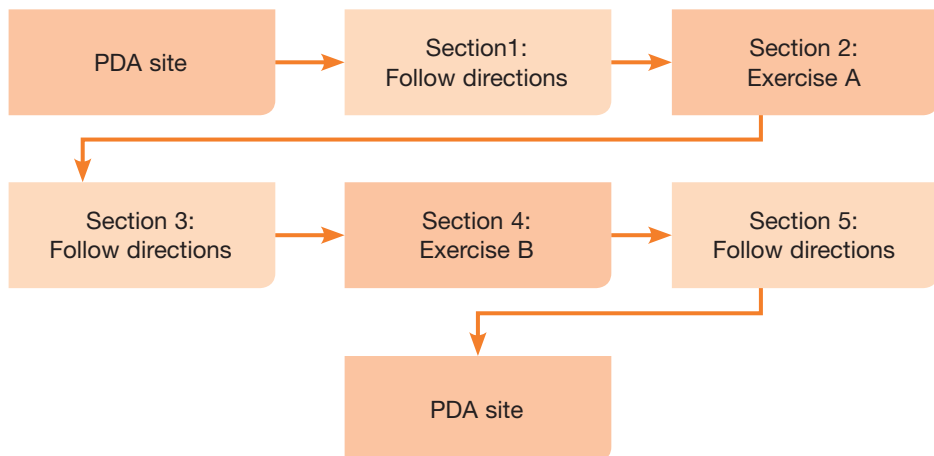 PDA site
Section1:
Follow directions
Section 2:
Exercise A
Section 3:
Follow directions
Section 4:
Exercise B
Section 5:
Follow directions
PDA site